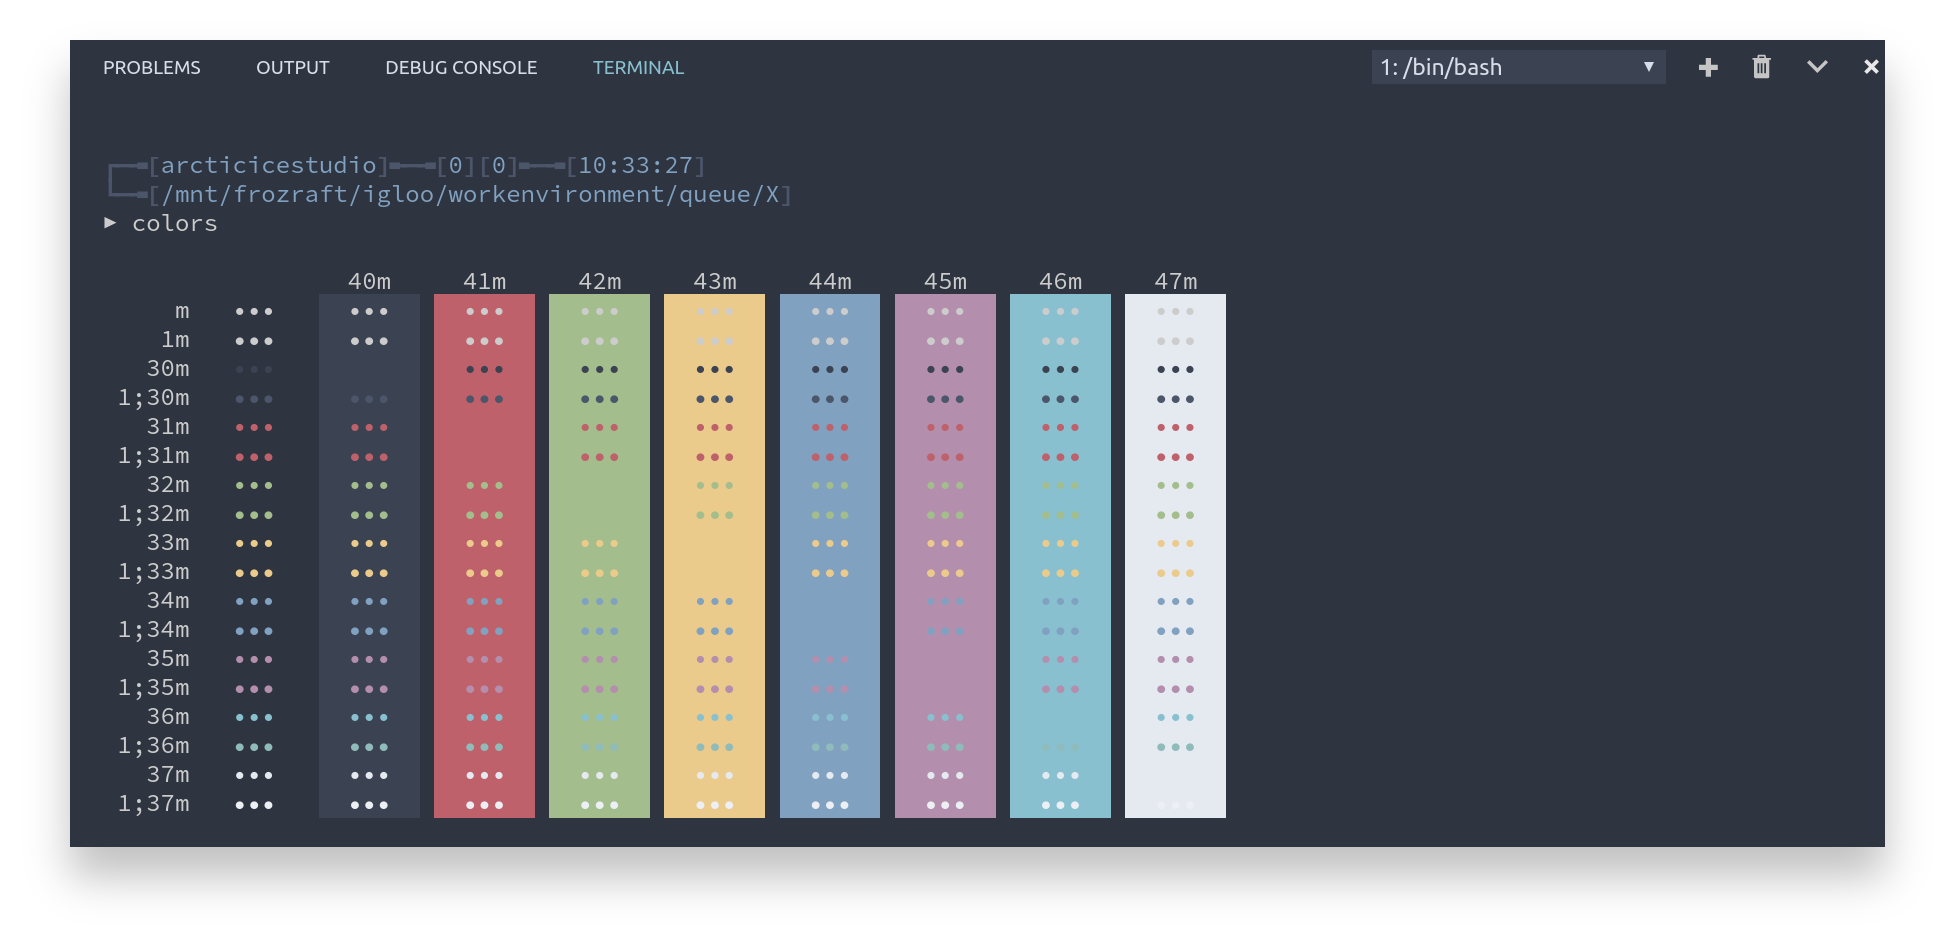 PROBLEMS OUTPUT DEBUG CONSOLE TERMINAL 1: /bin/bash
[arcticicestudio] [0][0] [10:33:27]
[/mnt/frozraft/igloo/workenvironment/queue/X]
▶ colors
40m 41m 42m 43m 44m 45m 46m 47m
m ••• ••• ••• ••• ••• ••• ••• ••• •••
1m ••• ••• ••• ••• ••• ••• ••• ••• •••
30m ••• ••• ••• ••• ••• ••• ••• •••
1;30m ••• ••• ••• ••• ••• ••• ••• ••• •••
31m ••• ••• ••• ••• ••• ••• ••• •••
1;31m ••• ••• ••• ••• ••• ••• ••• •••
32m ••• ••• ••• ••• ••• ••• ••• •••
1;32m ••• ••• ••• ••• ••• ••• ••• •••
33m ••• ••• ••• ••• ••• ••• ••• •••
1;33m ••• ••• ••• ••• ••• ••• ••• •••
34m ••• ••• ••• ••• ••• ••• ••• •••
1;34m ••• ••• ••• ••• ••• ••• ••• •••
35m ••• ••• ••• ••• ••• ••• ••• •••
1;35m ••• ••• ••• ••• ••• ••• ••• •••
36m ••• ••• ••• ••• ••• ••• ••• •••
1;36m ••• ••• ••• ••• ••• ••• ••• ••• •••
37m ••• ••• ••• ••• ••• ••• ••• •••
1;37m ••• ••• ••• ••• ••• ••• ••• ••• •••